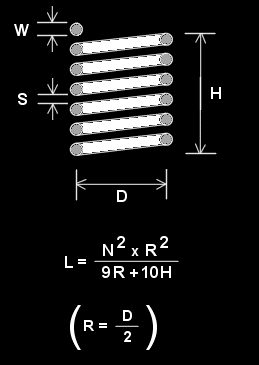 W
S
H
D
L = N² x R² / 9R + 10H
(R = D / 2)